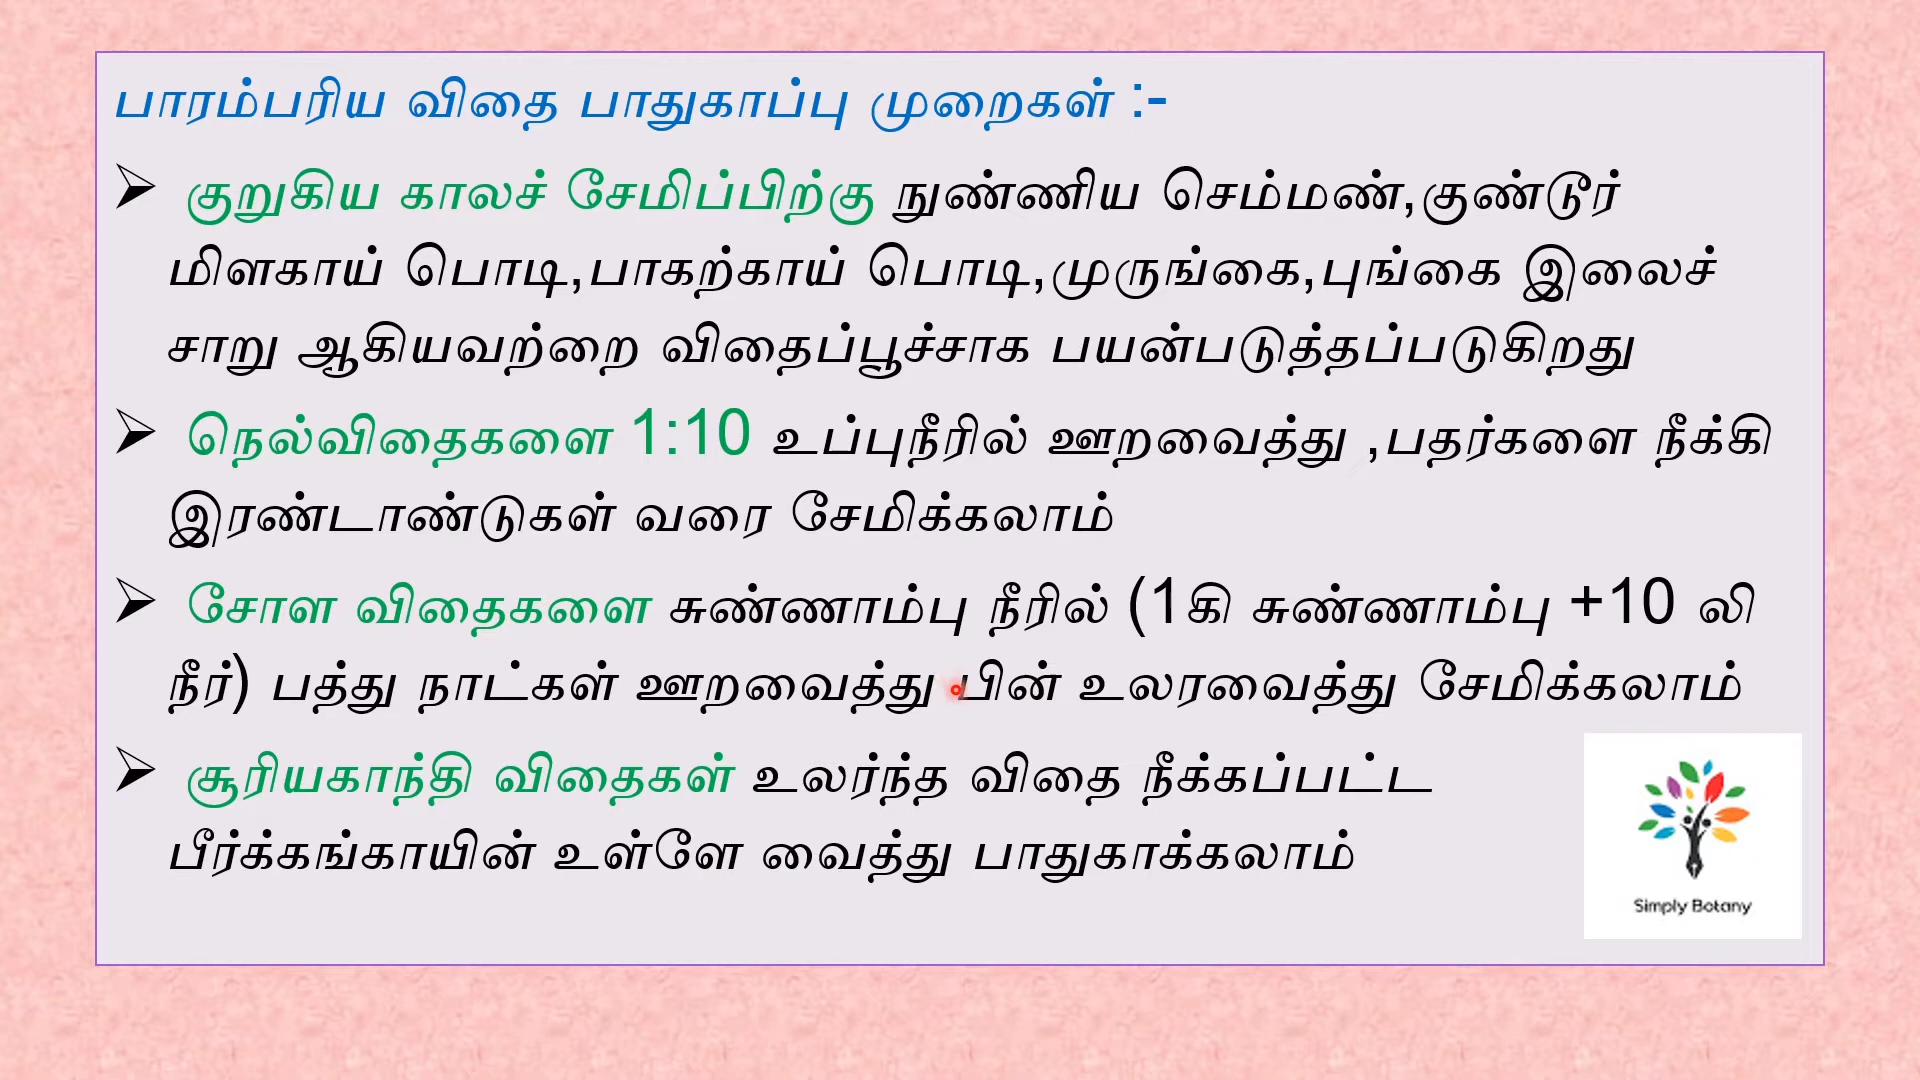 பாரம்பரிய விதை பாதுகாப்பு முறைகள் :-
➢ குறுகிய காலச் சேமிப்பிற்கு நுண்ணிய செம்மண்,குண்டூர்
மிளகாய் பொடி,பாகற்காய் பொடி,முருங்கை,புங்கை இலைச்
சாறு ஆகியவற்றை விதைப்பூச்சாக பயன்படுத்தப்படுகிறது
➢ நெல்விதைகளை 1:10 உப்புநீரில் ஊறவைத்து ,பதர்களை நீக்கி
இரண்டாண்டுகள் வரை சேமிக்கலாம்
➢ சோள விதைகளை சுண்ணாம்பு நீரில் (1கி சுண்ணாம்பு +10 லி
நீர்) பத்து நாட்கள் ஊறவைத்து பின் உலரவைத்து சேமிக்கலாம்
➢ சூரியகாந்தி விதைகள் உலர்ந்த விதை நீக்கப்பட்ட
பீர்க்கங்காயின் உள்ளே வைத்து பாதுகாக்கலாம்
Simply Botany